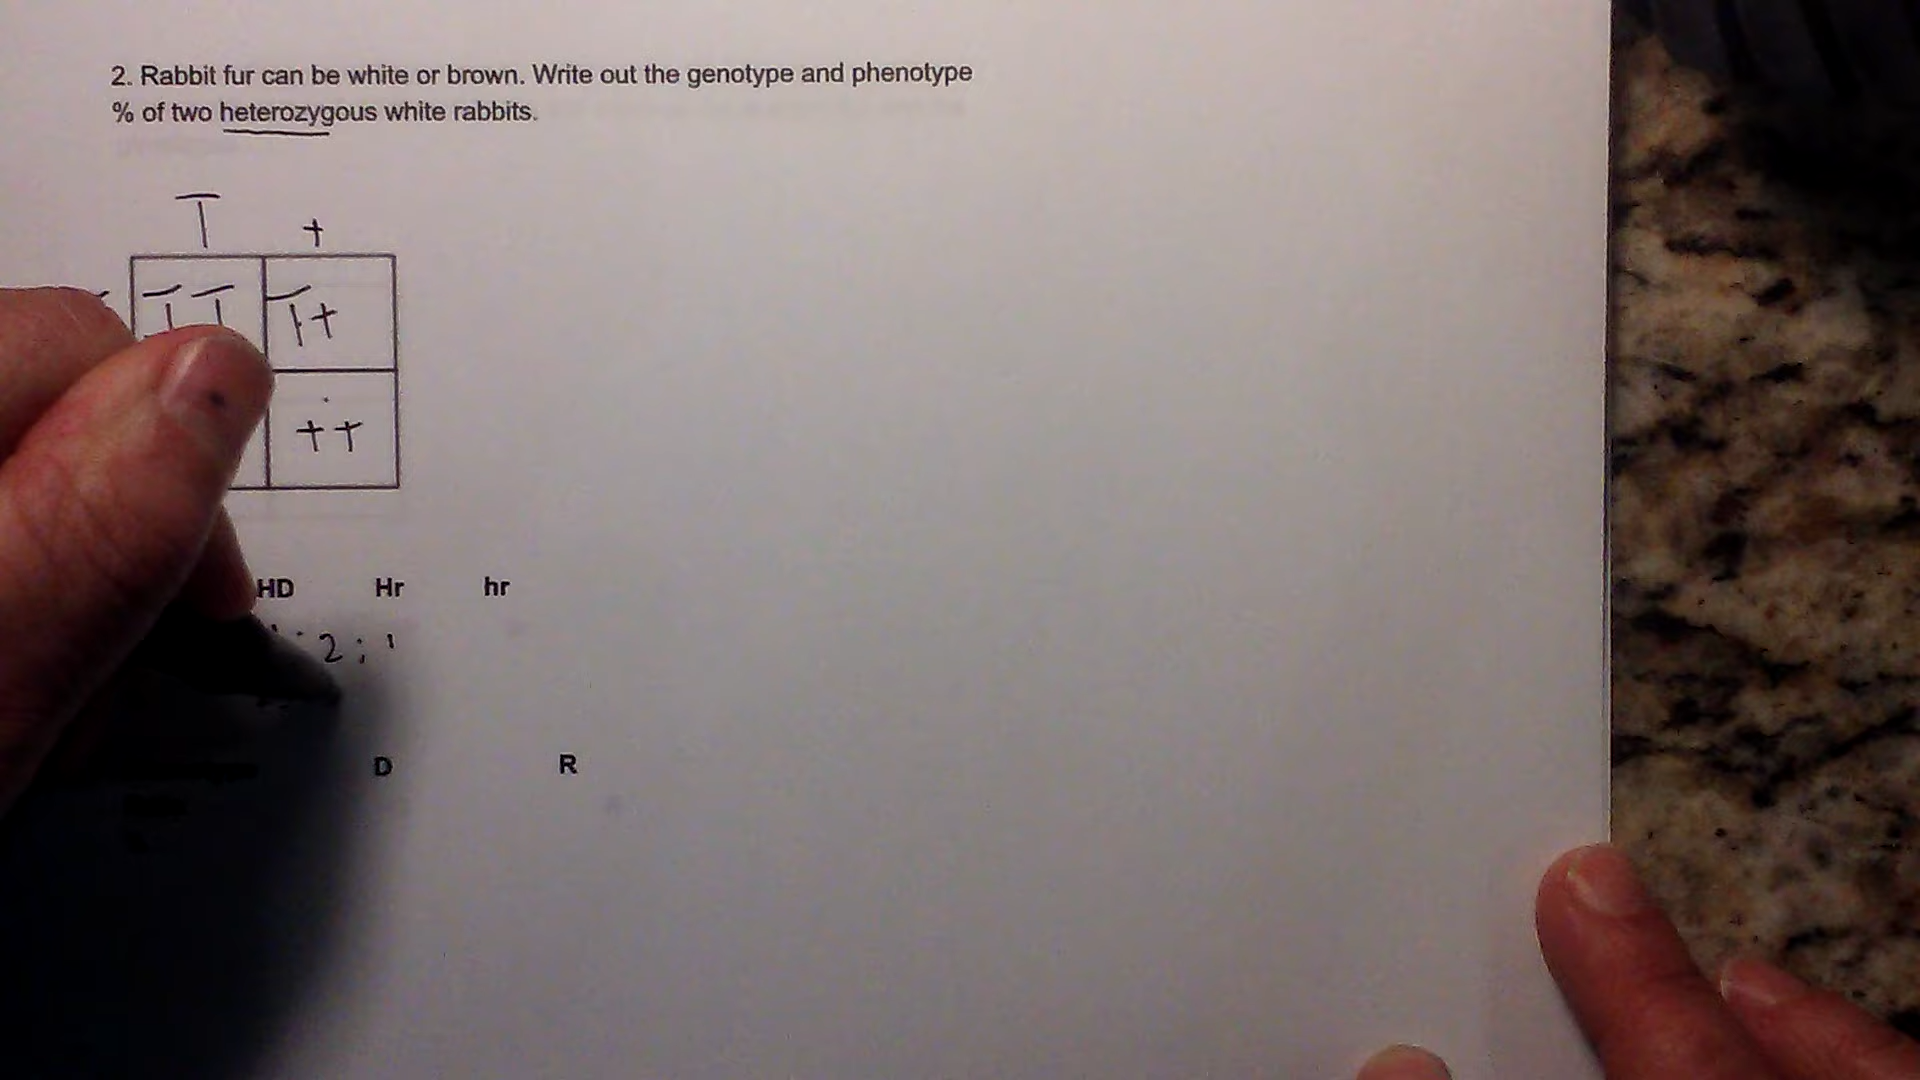 2. Rabbit fur can be white or brown. Write out the genotype and phenotype
% of two heterozygous white rabbits.
T t
TT Tt
tt
HD Hr hr
: 2 : 1
D R